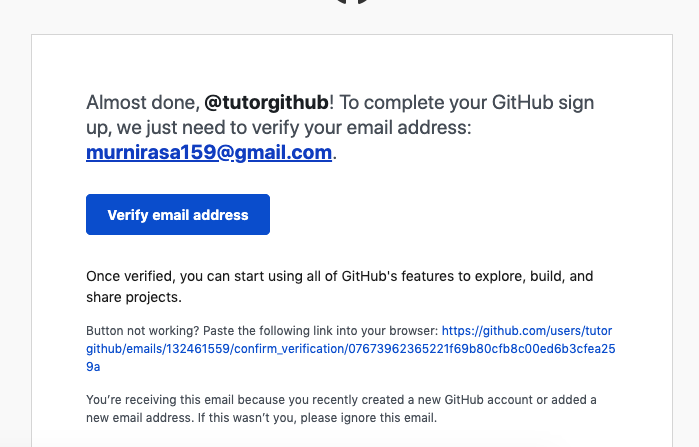 Almost done, @tutorgithub! To complete your GitHub sign
up, we just need to verify your email address:
murnirasa159@gmail.com.
Verify email address
Once verified, you can start using all of GitHub's features to explore, build, and
share projects.
Button not working? Paste the following link into your browser: https://github.com/users/tutor
github/emails/132461559/confirm_verification/07673962365221f69b80cfb8c00ed6b3cfea25
9a
You’re receiving this email because you recently created a new GitHub account or added a
new email address. If this wasn’t you, please ignore this email.